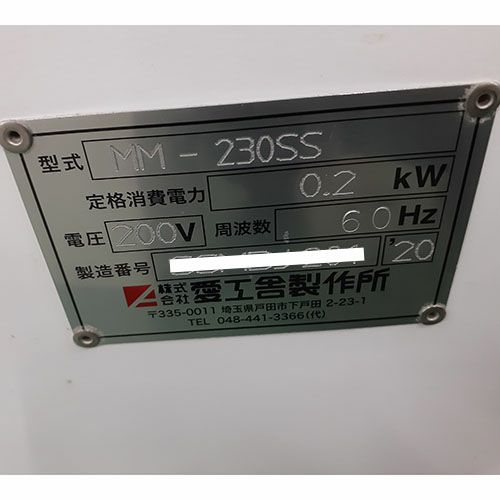 型式 MM-230SS
定格消費電力 0.2 kW
電圧 200V 周波数 60Hz
製造番号 '20
株式会社 愛工舎製作所
〒335-0011 埼玉県戸田市下戸田 2-23-1
TEL 048-441-3366(代)